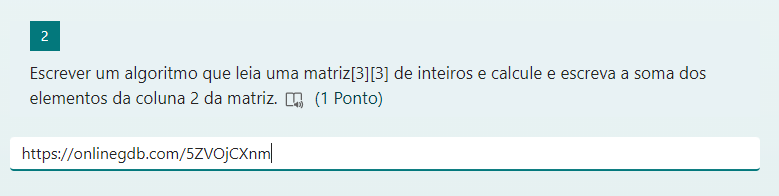 2
Escrever um algoritmo que leia uma matriz[3][3] de inteiros e calcule e escreva a soma dos
elementos da coluna 2 da matriz. (1 Ponto)
https://onlinegdb.com/5ZVOjCXnm